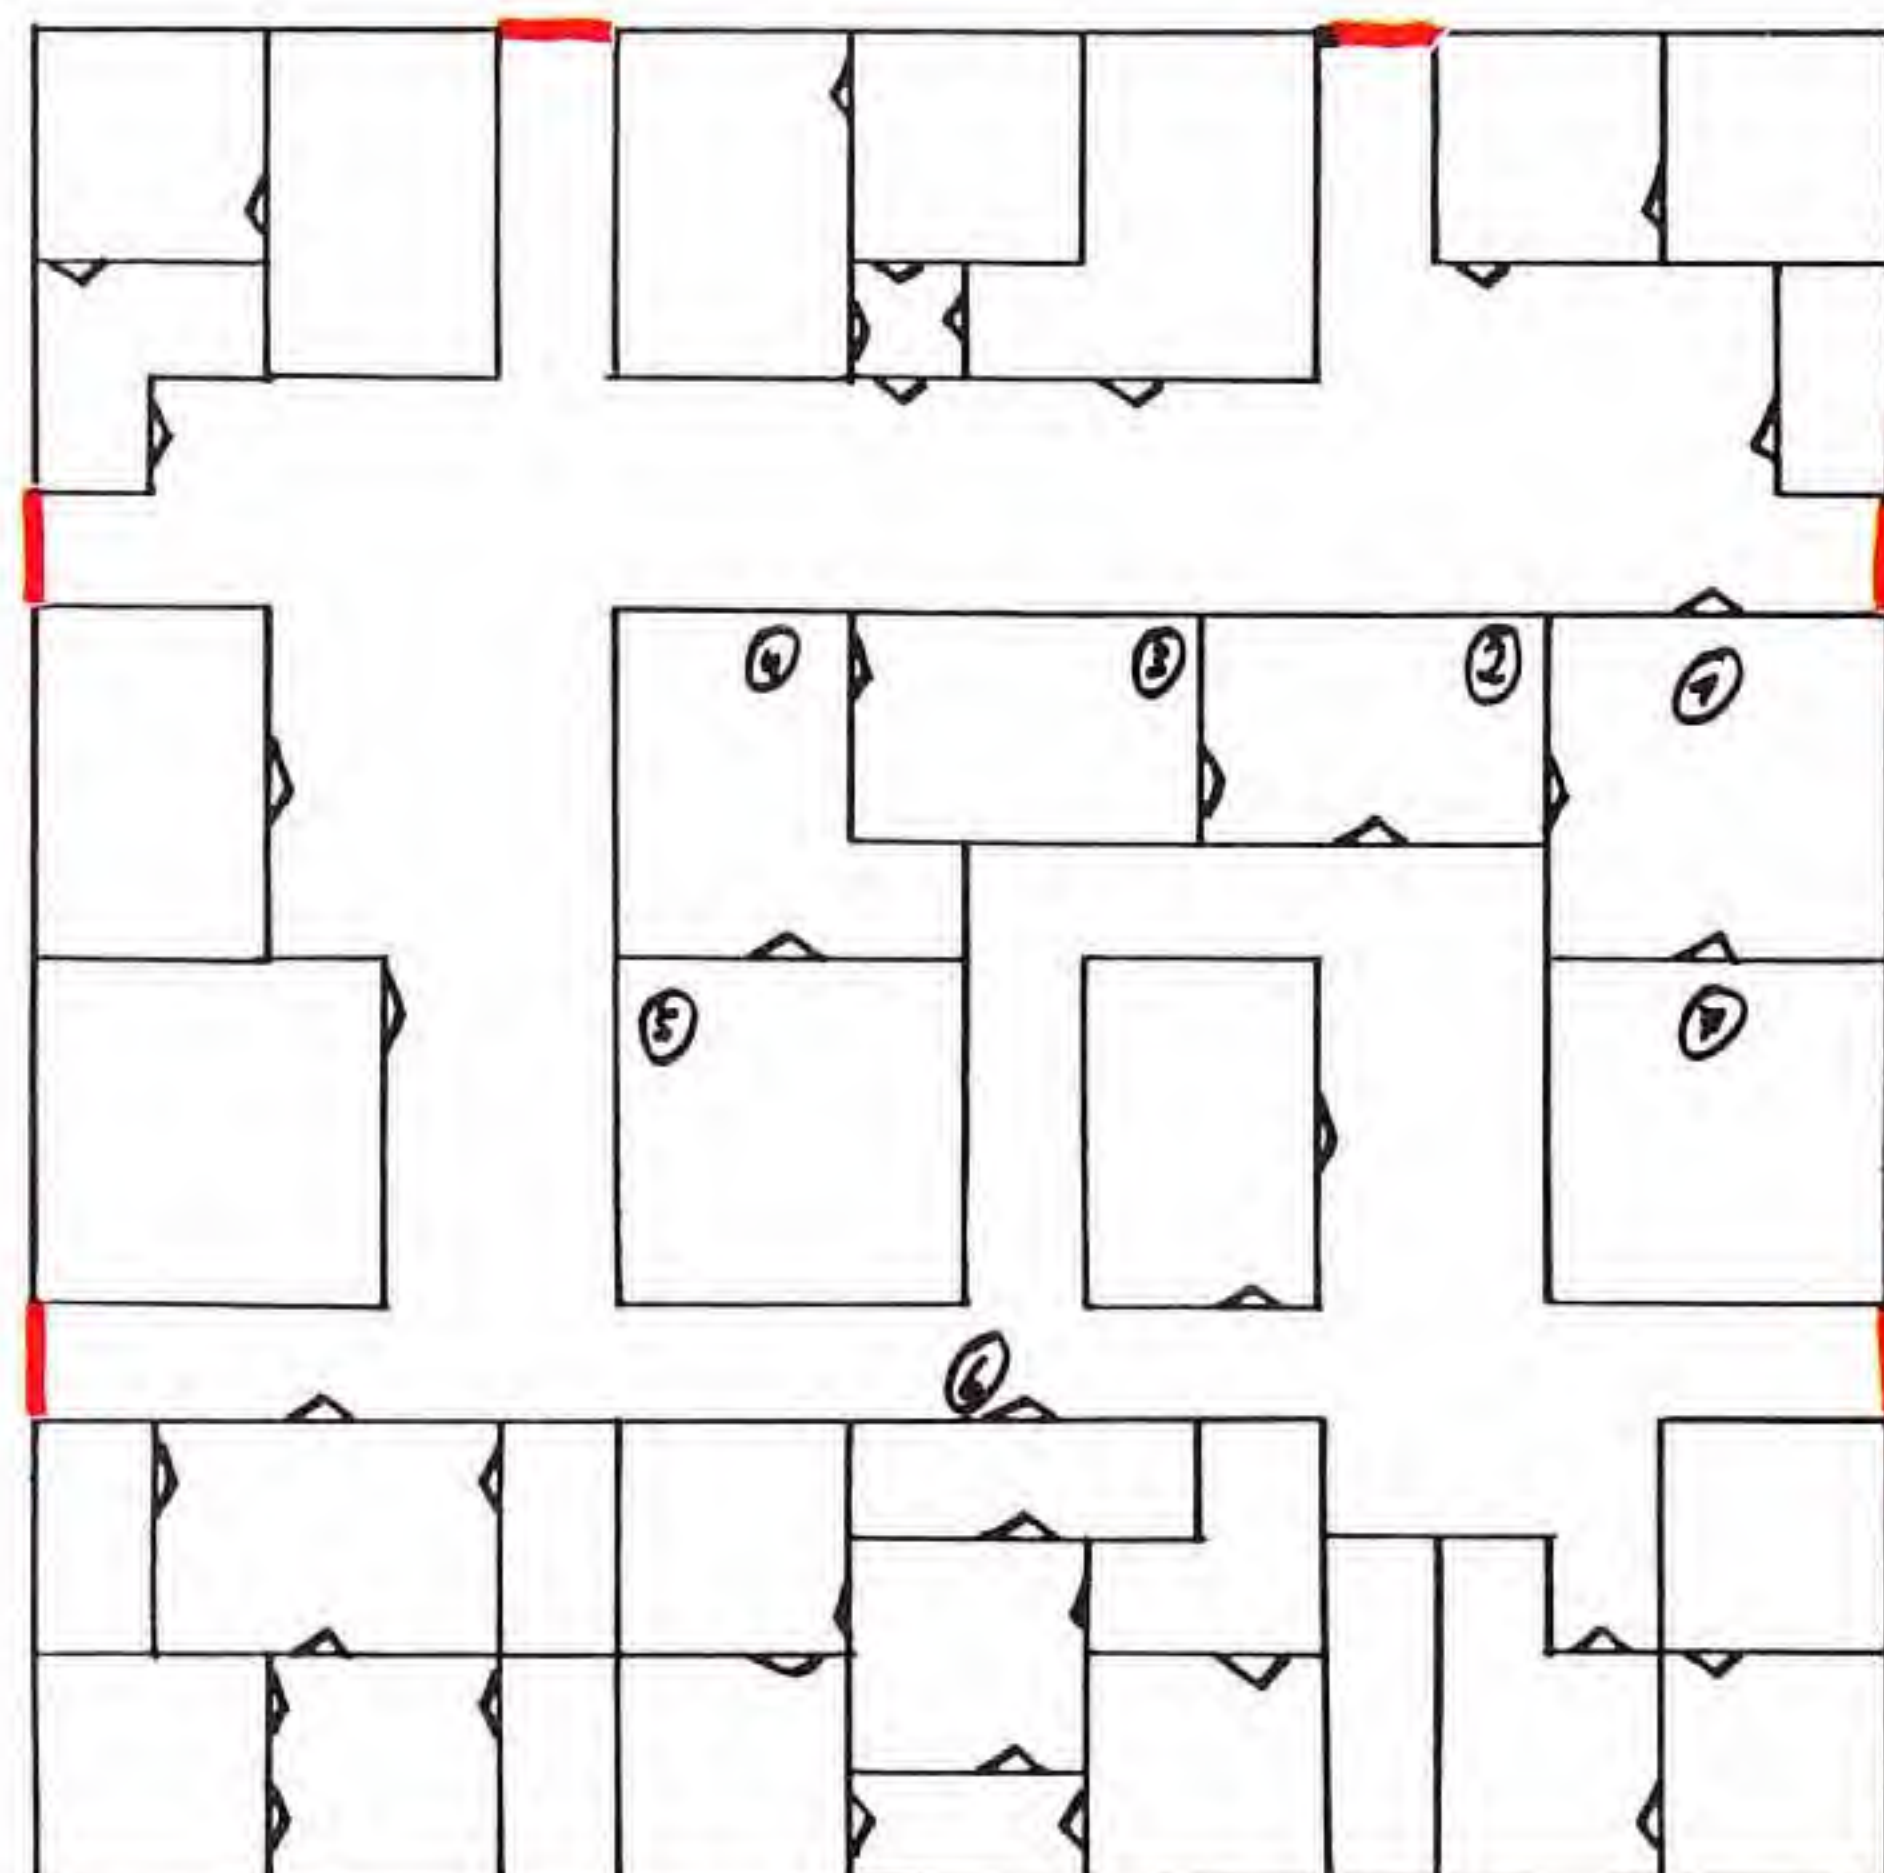 ④ ③ ② ①
⑤ ⑦
⑥